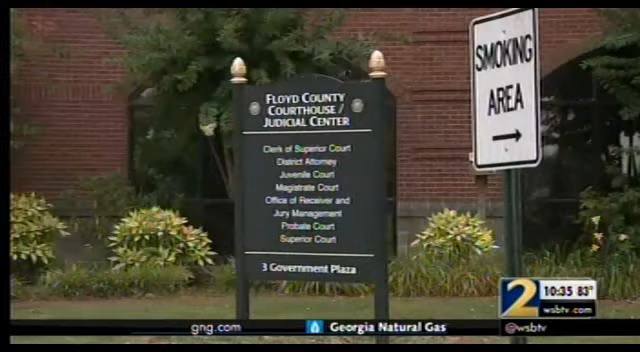 FLOYD COUNTY
COURTHOUSE /
JUDICIAL CENTER
Clerk of Superior Court
District Attorney
Juvenile Court
Magistrate Court
Office of Receiver and
Jury Management
Probate Court
Superior Court
3 Government Plaza
SMOKING
AREA
2
10:35 83°
wsbtv.com
@wsbtv
gng.com
Georgia Natural Gas